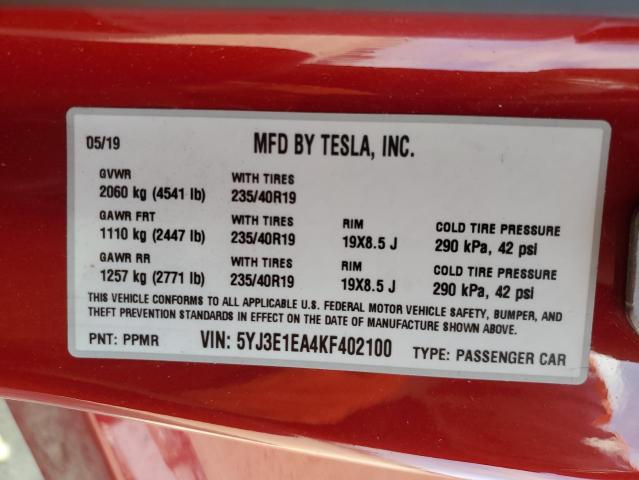 05/19 MFD BY TESLA, INC.
GVWR WITH TIRES
2060 kg (4541 lb) 235/40R19
GAWR FRT WITH TIRES RIM COLD TIRE PRESSURE
1110 kg (2447 lb) 235/40R19 19X8.5 J 290 kPa, 42 psi
GAWR RR WITH TIRES RIM COLD TIRE PRESSURE
1257 kg (2771 lb) 235/40R19 19X8.5 J 290 kPa, 42 psi
THIS VEHICLE CONFORMS TO ALL APPLICABLE U.S. FEDERAL MOTOR VEHICLE SAFETY, BUMPER, AND
THEFT PREVENTION STANDARDS IN EFFECT ON THE DATE OF MANUFACTURE SHOWN ABOVE.
PNT: PPMR VIN: 5YJ3E1EA4KF402100 TYPE: PASSENGER CAR